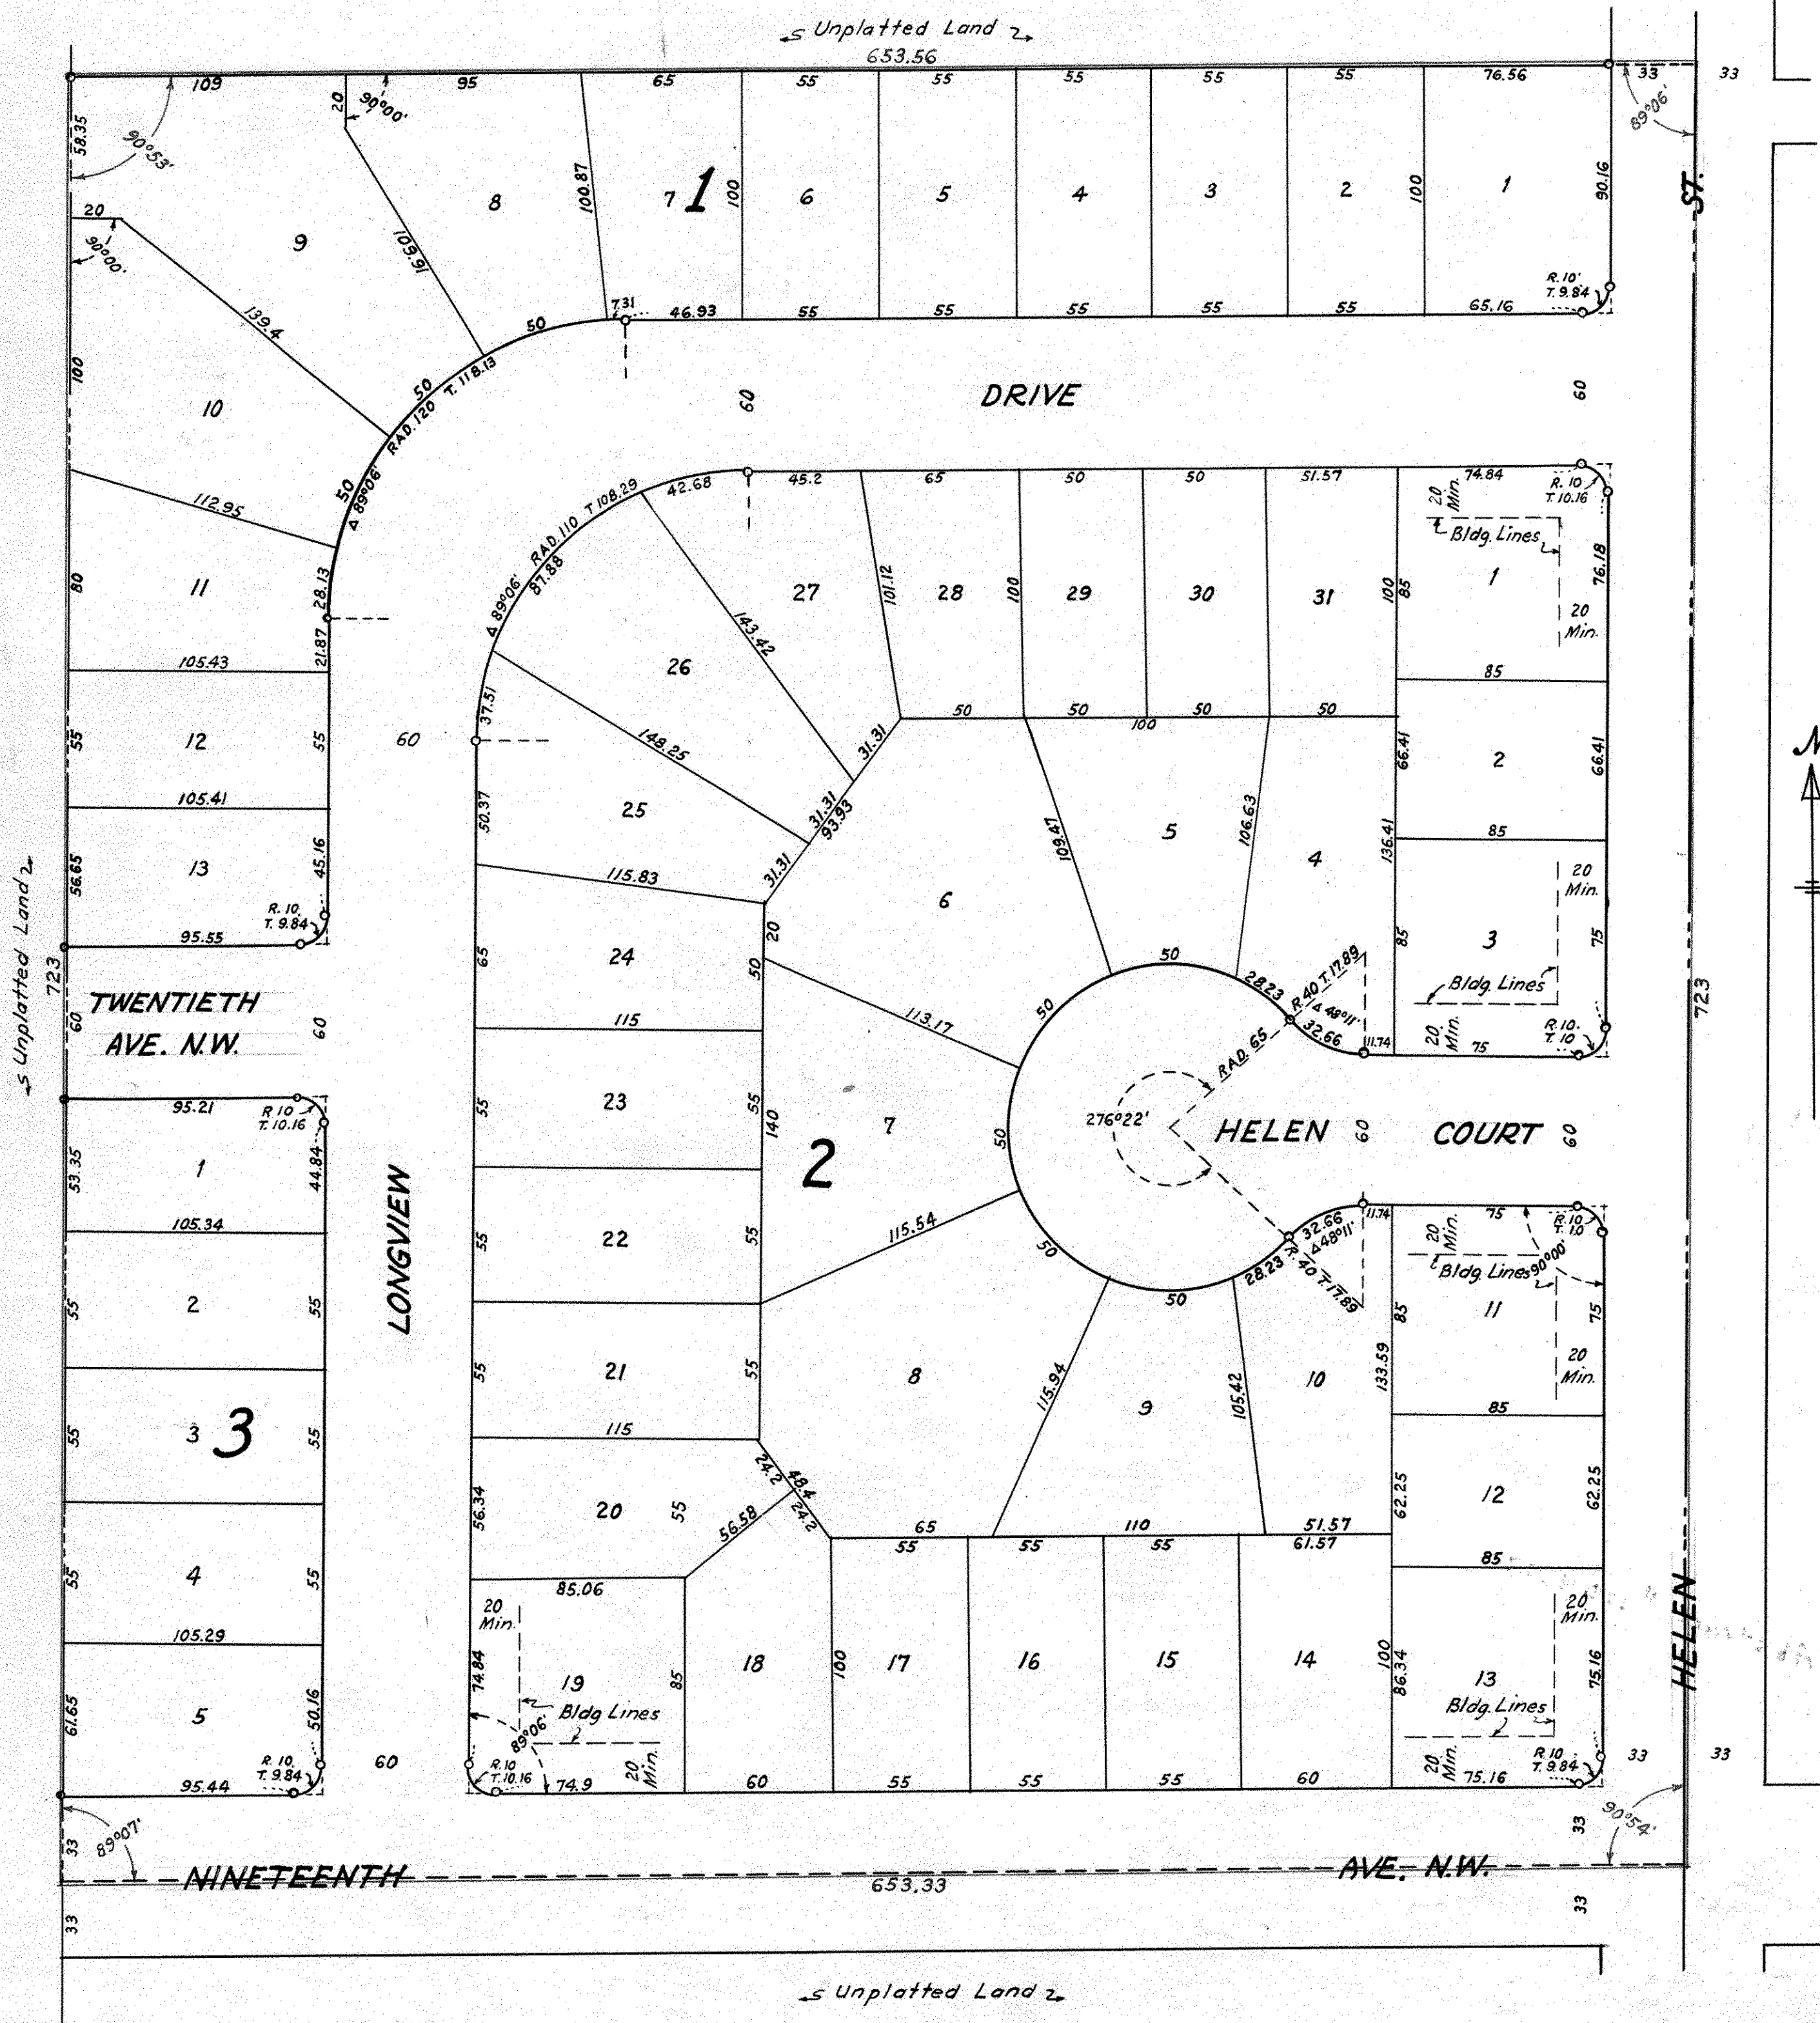 Unplatted Land
653.56
109 95 65 55 55 55 55 55 76.56 33 33
20 90°00'
58.35
90°53'
89°06'
20
90°00'
9 8 100.87 7 1 100 6 5 4 3 2 100 1 90.16
ST.
109.91
139.4
R. 10'
T. 9.84
50 7.31 46.93 55 55 55 55 55 65.16
100
10
50
RAD. 120 T. 118.13
50
Δ 89°06'
60
DRIVE
60
112.95
80
11
28.13
21.87
105.43
42.68 45.2 65 50 50 51.57 74.84
R. 10
T. 10.16
20
Min.
Bldg. Lines
RAD. 110 T 108.29
87.88
Δ 89°06'
27 101.12 28 100 29 30 31 100 85 1 76.18
20
Min.
143.42
26
85
37.51
148.25
50 50 50 50
100
31.31
31.31
93.93
31.31
55 12 55 60
105.41
50.37 25
66.41 2 66.41
56.65 13 45.16
R. 10.
T. 9.84
95.55
115.83
109.47 5 106.63 4 136.41
85
6
20
Min.
Unplatted Land
723
60
TWENTIETH
AVE. N.W.
60
65 24 20
50
115
113.17
50 50 28.23
R. 40 T. 17.89
Δ 48°11'
32.66 11.74
85 3 75
Bldg. Lines
20
Min.
75
R. 10.
T. 10
723
N
RAD. 65
276°22'
HELEN 60 COURT 60
95.21
R 10
T. 10.16
53.35 1 44.84
105.34
LONGVIEW
55 23 55
140
2
7
50
115.54
50
50
28.23
32.66
Δ 48°11'
11.74
R. 40 T. 17.89
75
R. 10
T. 10
20
Min.
Bldg. Lines
90°00'
85 11 75
20
Min.
85
55 22 55
55 2 55
55 21 55
115
8
115.94
9
105.42
10
133.59
55 3 55
3
24.2
48.4
24.2
56.34 20 55
56.58
65 110 51.57
55 55 55 61.57
62.25 12 62.25
85
55 4 55
105.29
85.06
20
Min.
74.84 19 85
Bldg Lines
89°06'
20
Min.
R. 10
T. 10.16
74.9
18 100 17 16 15 14 100
86.34 13 75.16
20
Min.
Bldg. Lines
20
Min.
R. 10
T. 9.84
61.65 5 50.16
R. 10.
T. 9.84
95.44
60
60 55 55 55 60 75.16
HELEN
33 33
89°07'
33
33
90°54'
NINETEENTH AVE. N.W.
653.33
33
33
Unplatted Land